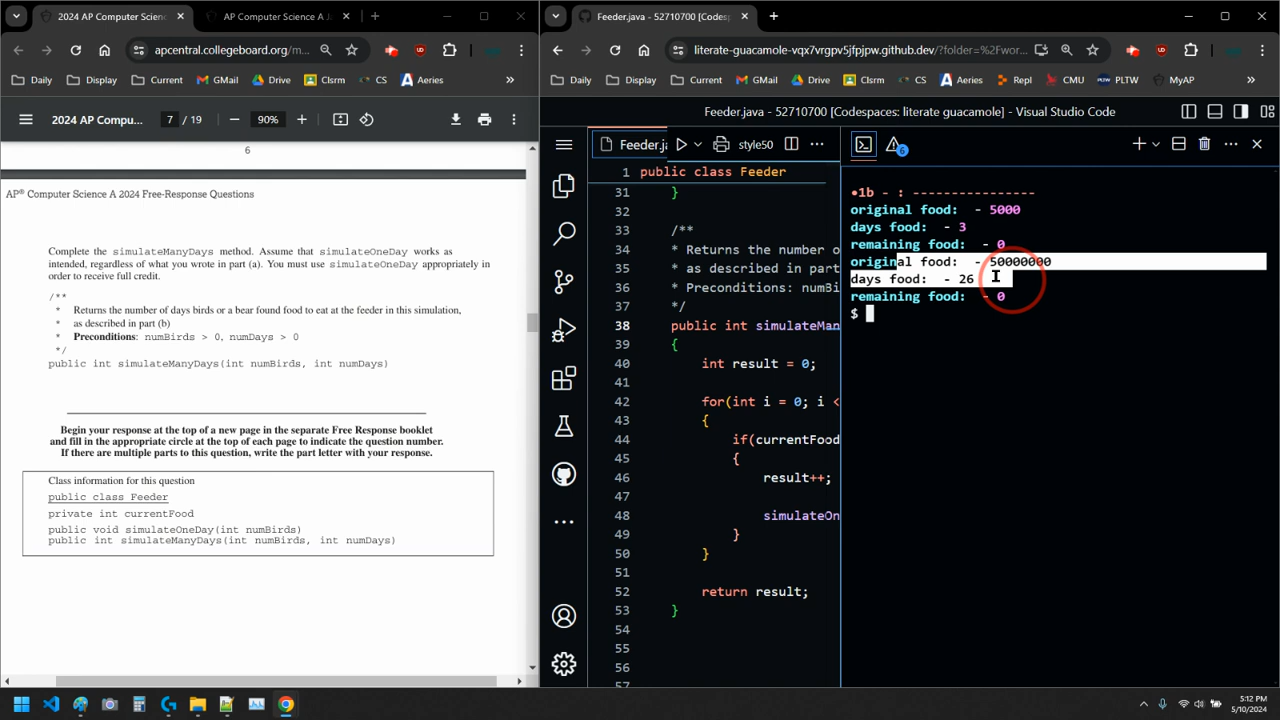 2024 AP Computer Science
AP Computer Science A J
apcentral.collegeboard.org/m...
Daily
Display
Current
GMail
Drive
Clsrm
CS
Aeries
2024 AP Compu...
7 / 19
90%
6
AP® Computer Science A 2024 Free-Response Questions
Complete the simulateManyDays method. Assume that simulateOneDay works as
intended, regardless of what you wrote in part (a). You must use simulateOneDay appropriately in
order to receive full credit.
/**
* Returns the number of days birds or a bear found food to eat at the feeder in this simulation,
* as described in part (b)
* Preconditions: numBirds > 0, numDays > 0
*/
public int simulateManyDays(int numBirds, int numDays)
Begin your response at the top of a new page in the separate Free Response booklet
and fill in the appropriate circle at the top of each page to indicate the question number.
If there are multiple parts to this question, write the part letter with your response.
Class information for this question
public class Feeder
private int currentFood
public void simulateOneDay(int numBirds)
public int simulateManyDays(int numBirds, int numDays)
Feeder.java - 52710700 [Codesp
literate-guacamole-vqx7vrgpv5jfpjpw.github.dev/?folder=%2Fwor...
Daily
Display
Current
GMail
Drive
Clsrm
CS
Aeries
Repl
CMU
PLTW
MyAP
Feeder.java - 52710700 [Codespaces: literate guacamole] - Visual Studio Code
Feeder.ja
style50
1 public class Feeder
31 }
32
33 /**
34 * Returns the number o
35 * as described in part
36 * Preconditions: numBi
37 */
38 public int simulateMan
39 {
40 int result = 0;
41
42 for(int i = 0; i <
43 {
44 if(currentFood
45 {
46 result++;
47
48 simulateOn
49 }
50 }
51
52 return result;
53 }
54
55
56
57
6
1b - : ----------------
original food: - 5000
days food: - 3
remaining food: - 0
original food: - 50000000
days food: - 26
remaining food: - 0
$
5:12 PM
5/10/2024